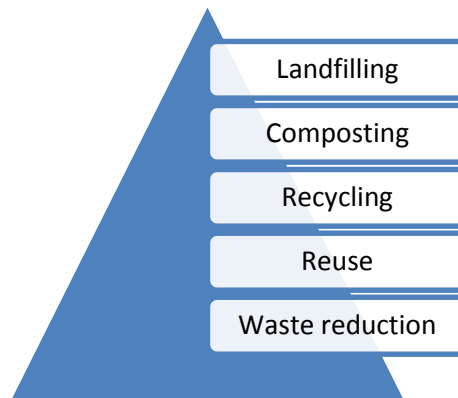 Landfilling
Composting
Recycling
Reuse
Waste reduction